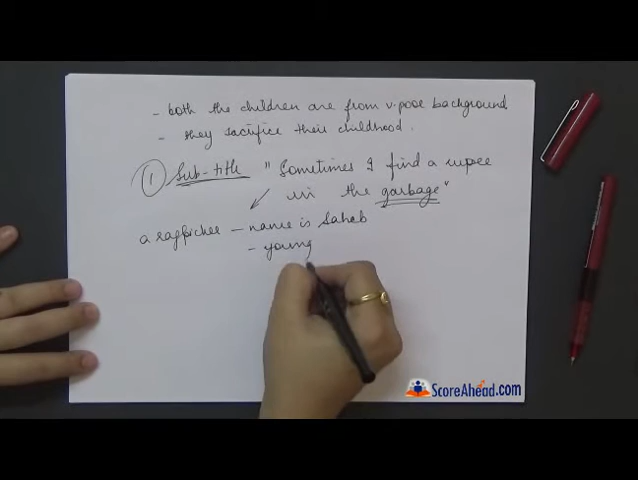 - both the children are from v. poor background
- they sacrifice their childhood.
1 Sub-title "Sometimes I find a rupee
in the garbage"
a ragpicker - name is Saheb
- young
ScoreAhead.com